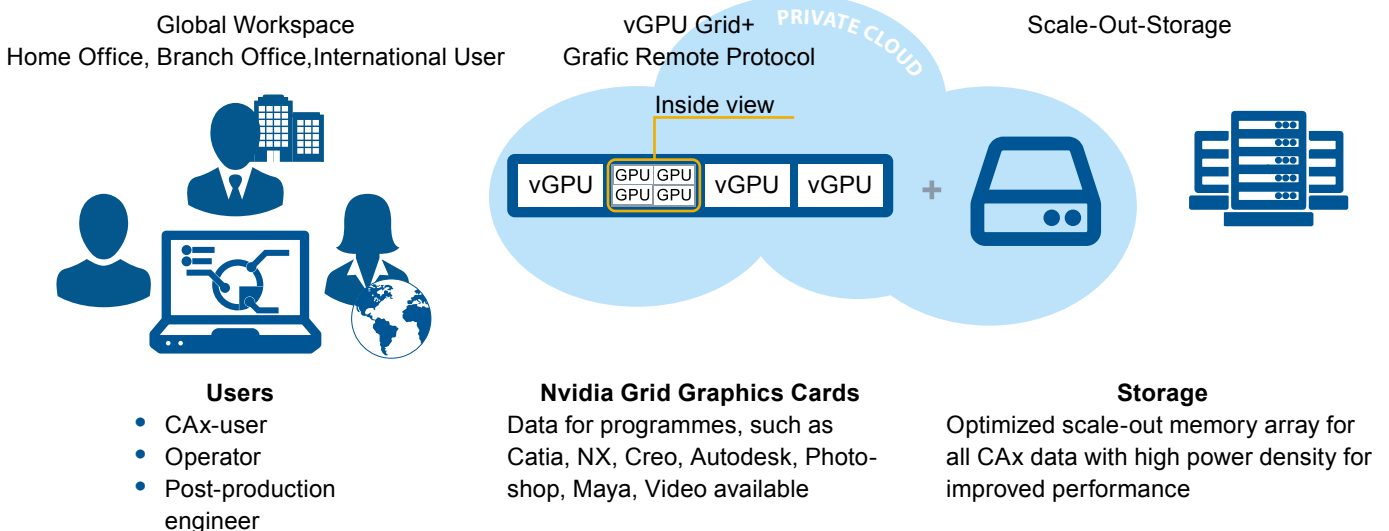 Global Workspace
Home Office, Branch Office,International User
vGPU Grid+
Grafic Remote Protocol
PRIVATE CLOUD
Scale-Out-Storage
Inside view
vGPU
GPU GPU
GPU GPU
vGPU
vGPU
+
Users
• CAx-user
• Operator
• Post-production
engineer
Nvidia Grid Graphics Cards
Data for programmes, such as
Catia, NX, Creo, Autodesk, Photo-
shop, Maya, Video available
Storage
Optimized scale-out memory array for
all CAx data with high power density for
improved performance